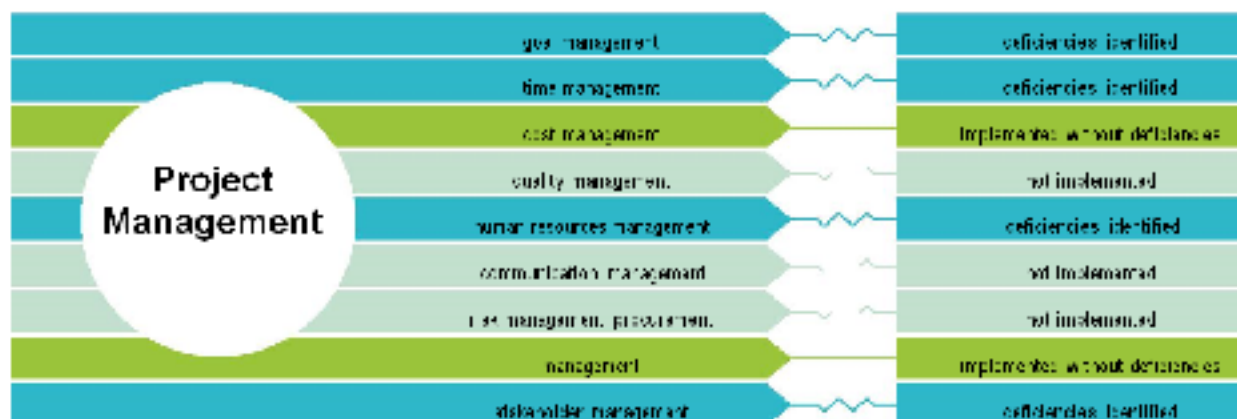 goal management deficiencies identified
time management deficiencies identified
cost management implemented without deficiencies
quality management not implemented
Project
Management
human resources management deficiencies identified
communication management not implemented
risk management procurement not implemented
management implemented without deficiencies
stakeholder management deficiencies identified